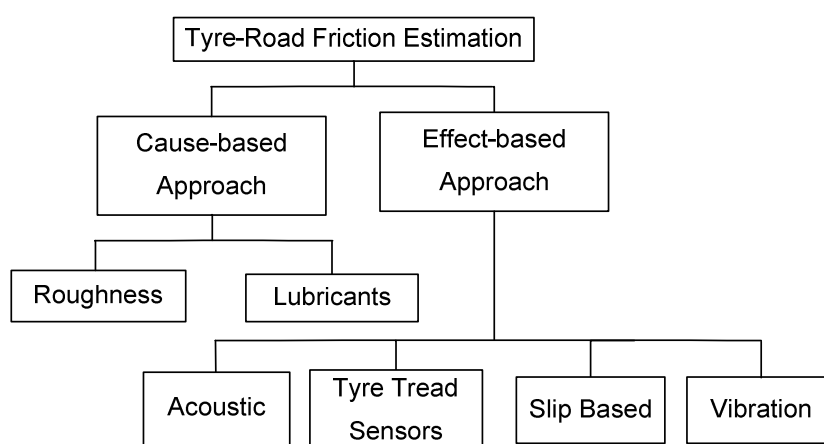 Tyre-Road Friction Estimation
Cause-based
Approach
Effect-based
Approach
Roughness
Lubricants
Acoustic
Tyre Tread
Sensors
Slip Based
Vibration